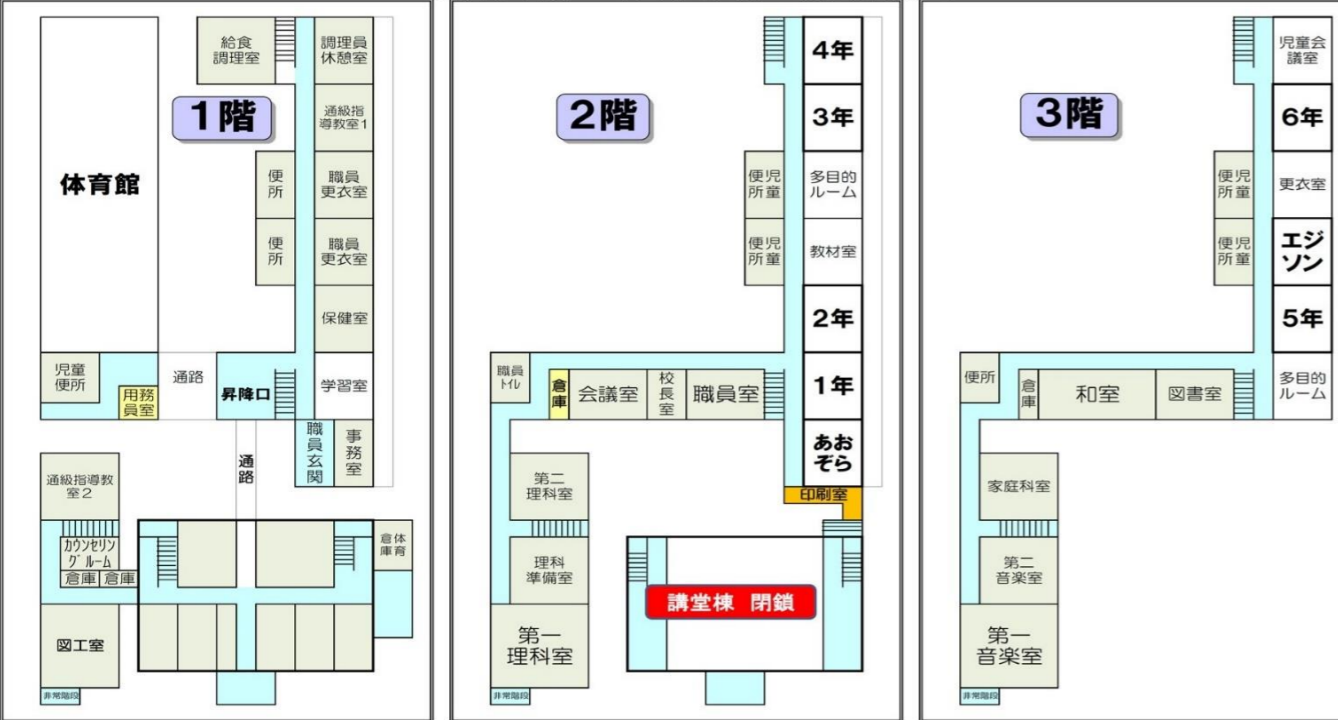 1階
給食
調理室
調理員
休憩室
通級指
導教室1
体育館
便所
職員
更衣室
便所
職員
更衣室
保健室
児童
便所
用務
員室
通路
昇降口
学習室
職員玄関
事務室
通路
通級指導教
室2
カウンセリン
グルーム
倉庫
倉庫
体育
倉庫
図工室
非常階段
2階
4年
3年
児童
便所
多目的
ルーム
児童
便所
教材室
2年
職員
トイル
倉庫
会議室
校長室
職員室
1年
あお
ぞら
印刷室
第二
理科室
理科
準備室
講堂棟 閉鎖
第一
理科室
非常階段
3階
児童会
議室
6年
児童
便所
更衣室
児童
便所
エジ
ソン
5年
便所
倉庫
和室
図書室
多目的
ルーム
家庭科室
第二
音楽室
第一
音楽室
非常階段